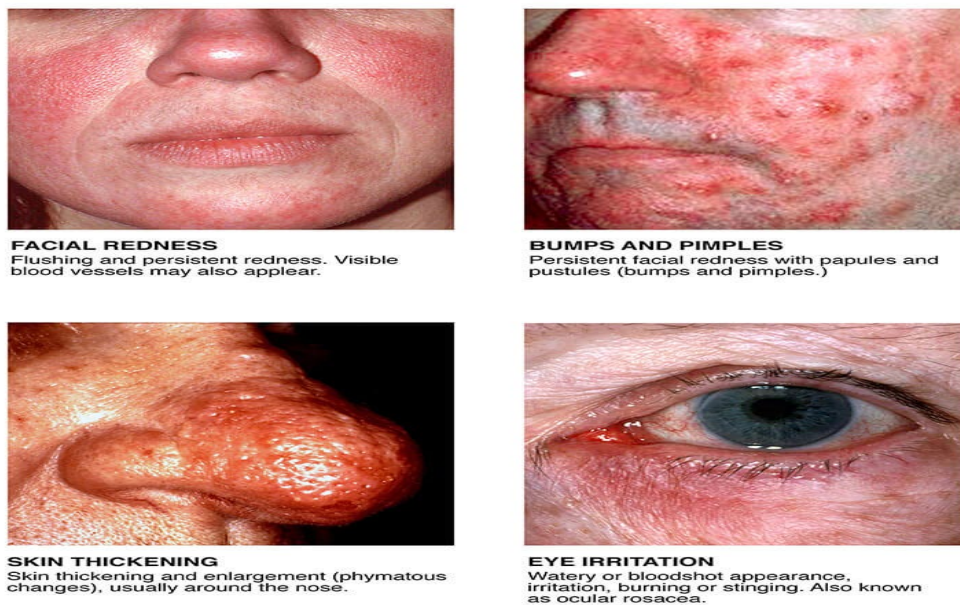 FACIAL REDNESS
Flushing and persistent redness. Visible
blood vessels may also applear.
BUMPS AND PIMPLES
Persistent facial redness with papules and
pustules (bumps and pimples.)
SKIN THICKENING
Skin thickening and enlargement (phymatous
changes), usually around the nose.
EYE IRRITATION
Watery or bloodshot appearance,
irritation, burning or stinging. Also known
as ocular rosacea.